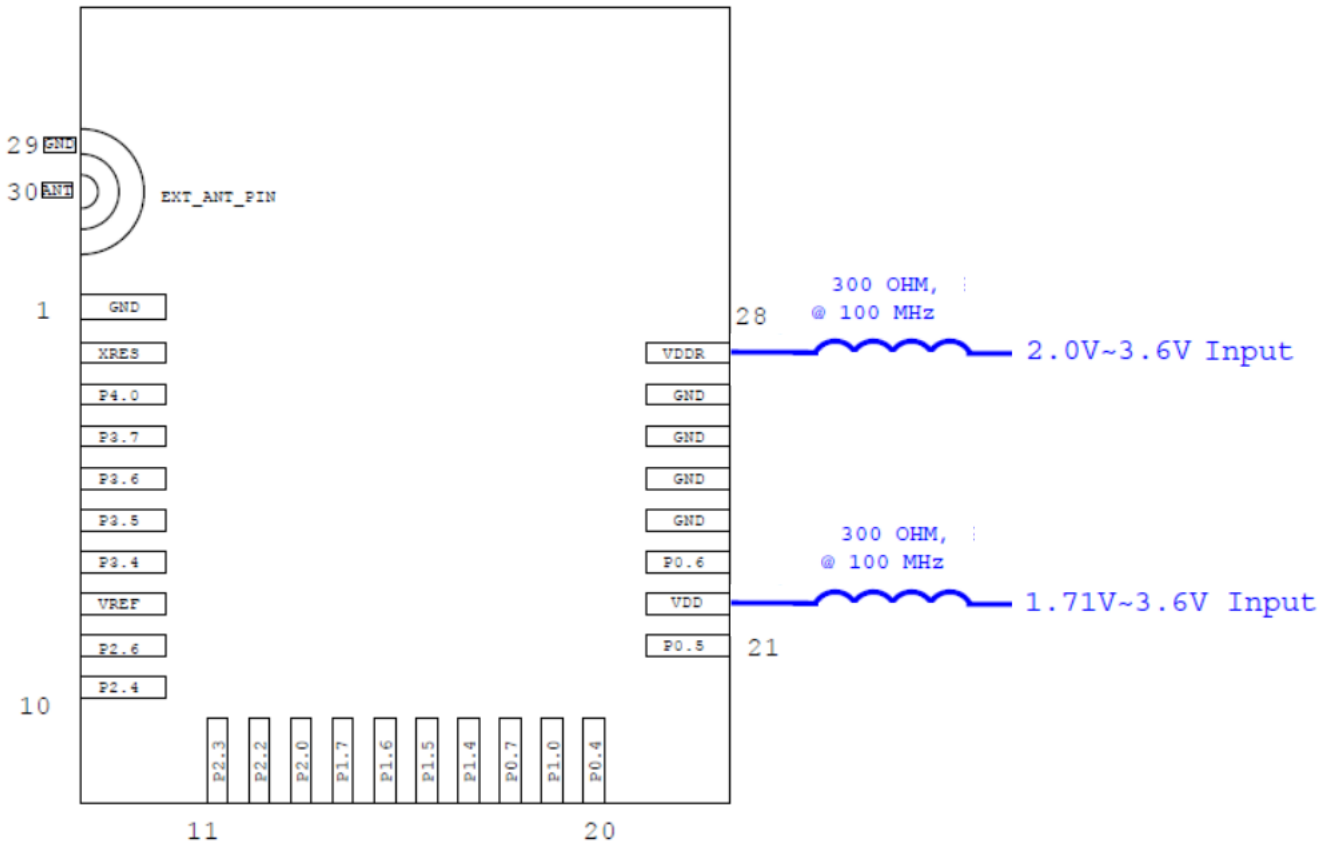 29 GND
30 ANT
EXT_ANT_PIN
1
GND
XRES
P4.0
P3.7
P3.6
P3.5
P3.4
VREF
P2.6
P2.4
10
P2.3
P2.2
P2.0
P1.7
P1.6
P1.5
P1.4
P0.7
P1.0
P0.4
11
20
28
VDDR
GND
GND
GND
GND
P0.6
VDD
P0.5
21
300 OHM,
@ 100 MHz
2.0V~3.6V Input
300 OHM,
@ 100 MHz
1.71V~3.6V Input